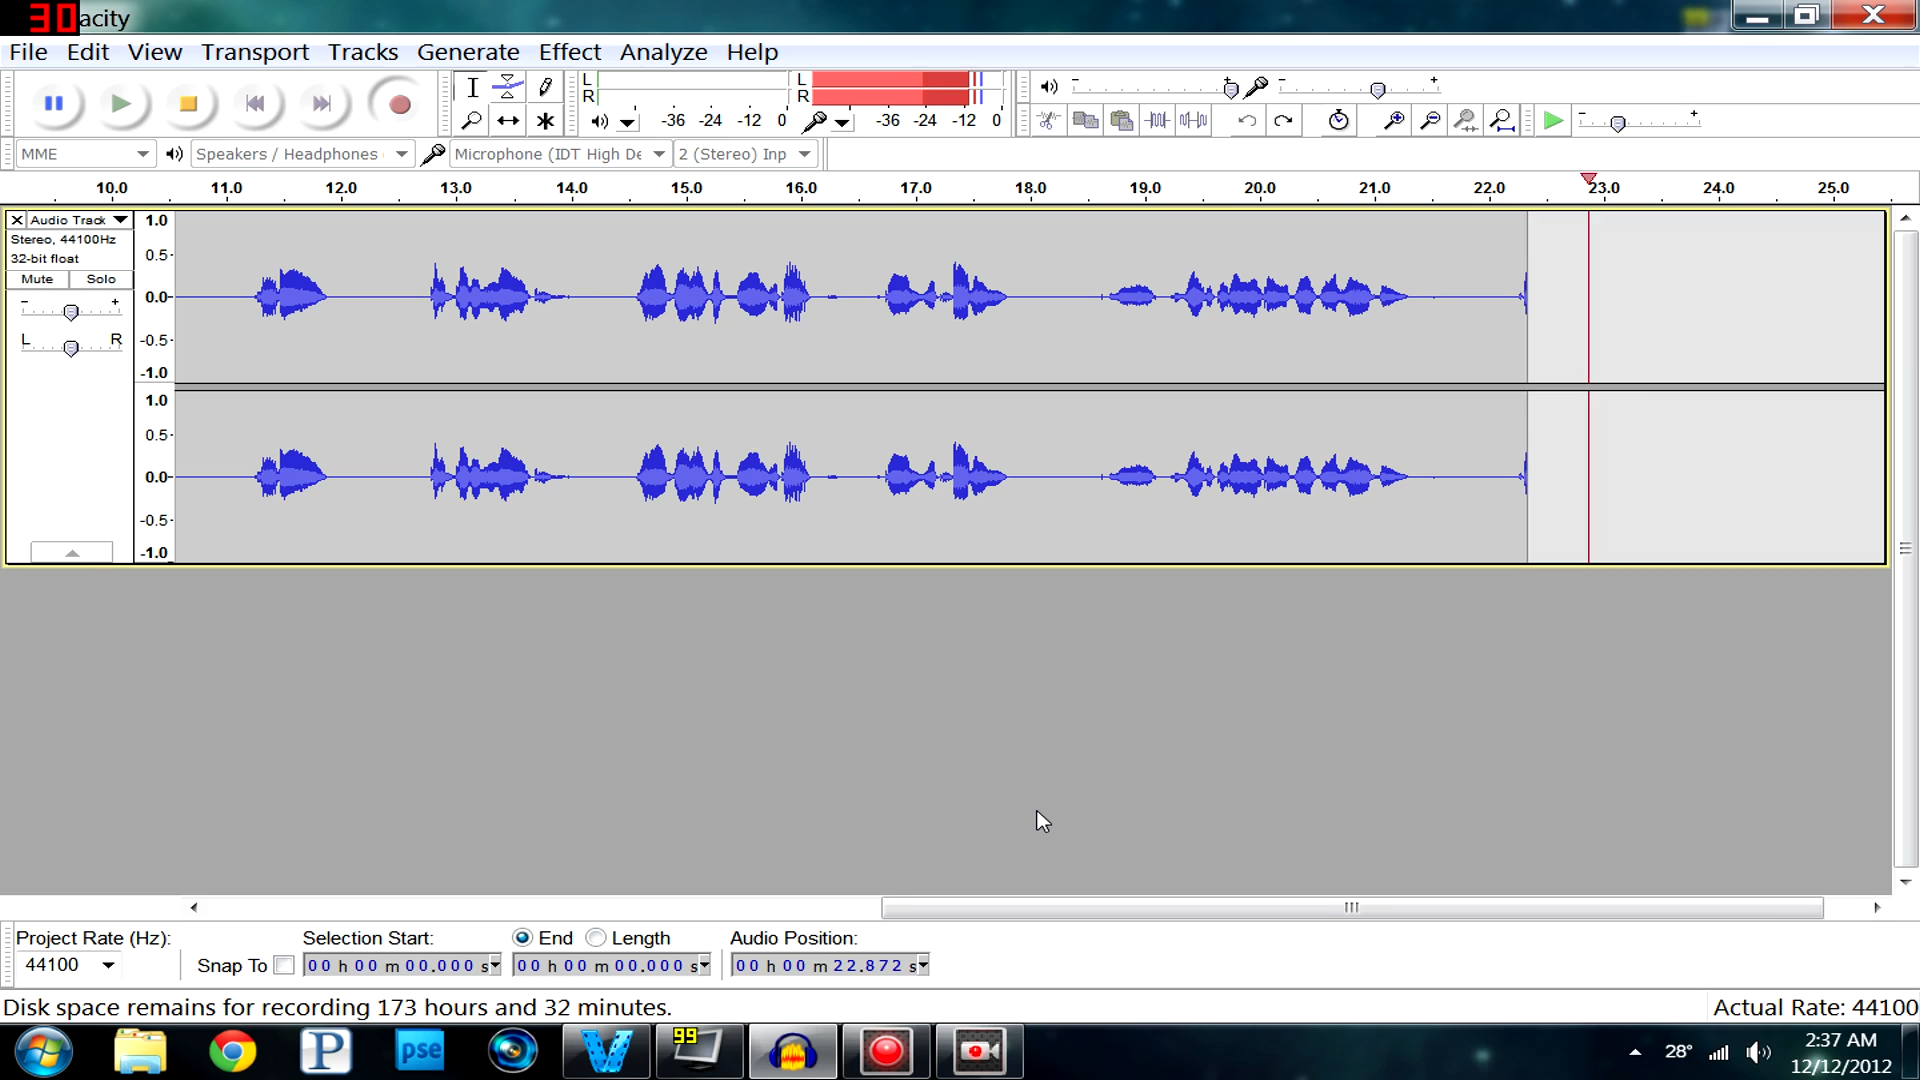 30 acity
File Edit View Transport Tracks Generate Effect Analyze Help
L
R
-36 -24 -12 0
L
R
-36 -24 -12 0
MME Speakers / Headphones Microphone (IDT High De 2 (Stereo) Inp
10.0 11.0 12.0 13.0 14.0 15.0 16.0 17.0 18.0 19.0 20.0 21.0 22.0 23.0 24.0 25.0
Audio Track
Stereo, 44100Hz
32-bit float
Mute Solo
- +
L R
1.0
0.5
0.0
-0.5
-1.0
1.0
0.5
0.0
-0.5
-1.0
Project Rate (Hz): Selection Start: End Length Audio Position:
44100 Snap To 00 h 00 m 00.000 s 00 h 00 m 00.000 s 00 h 00 m 22.872 s
Disk space remains for recording 173 hours and 32 minutes. Actual Rate: 44100
P pse 99 28° 2:37 AM
12/12/2012